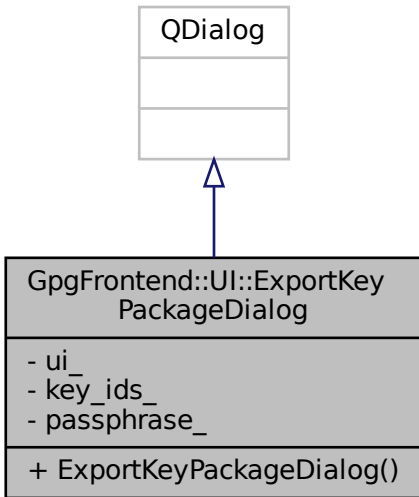 QDialog
GpgFrontend::UI::ExportKey
PackageDialog
- ui_
- key_ids_
- passphrase_
+ ExportKeyPackageDialog()